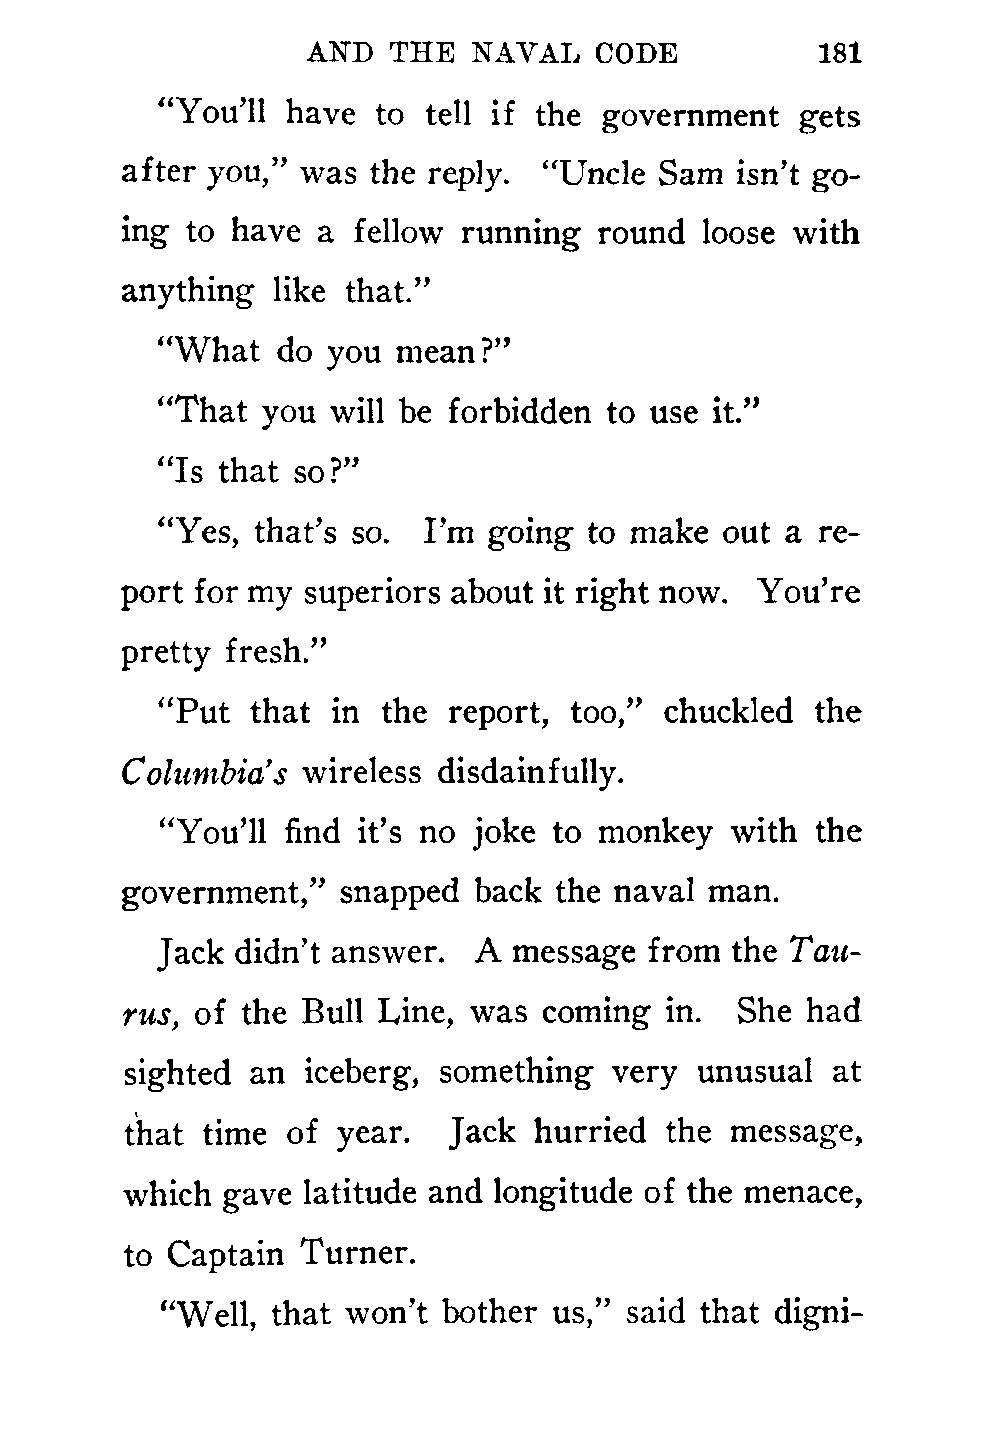 AND THE NAVAL CODE 181
“You’ll have to tell if the government gets
after you,” was the reply. “Uncle Sam isn’t go-
ing to have a fellow running round loose with
anything like that.”
“What do you mean?”
“That you will be forbidden to use it.”
“Is that so?”
“Yes, that’s so. I’m going to make out a re-
port for my superiors about it right now. You’re
pretty fresh.”
“Put that in the report, too,” chuckled the
Columbia’s wireless disdainfully.
“You’ll find it’s no joke to monkey with the
government,” snapped back the naval man.
Jack didn’t answer. A message from the Tau-
rus, of the Bull Line, was coming in. She had
sighted an iceberg, something very unusual at
that time of year. Jack hurried the message,
which gave latitude and longitude of the menace,
to Captain Turner.
“Well, that won’t bother us,” said that digni-